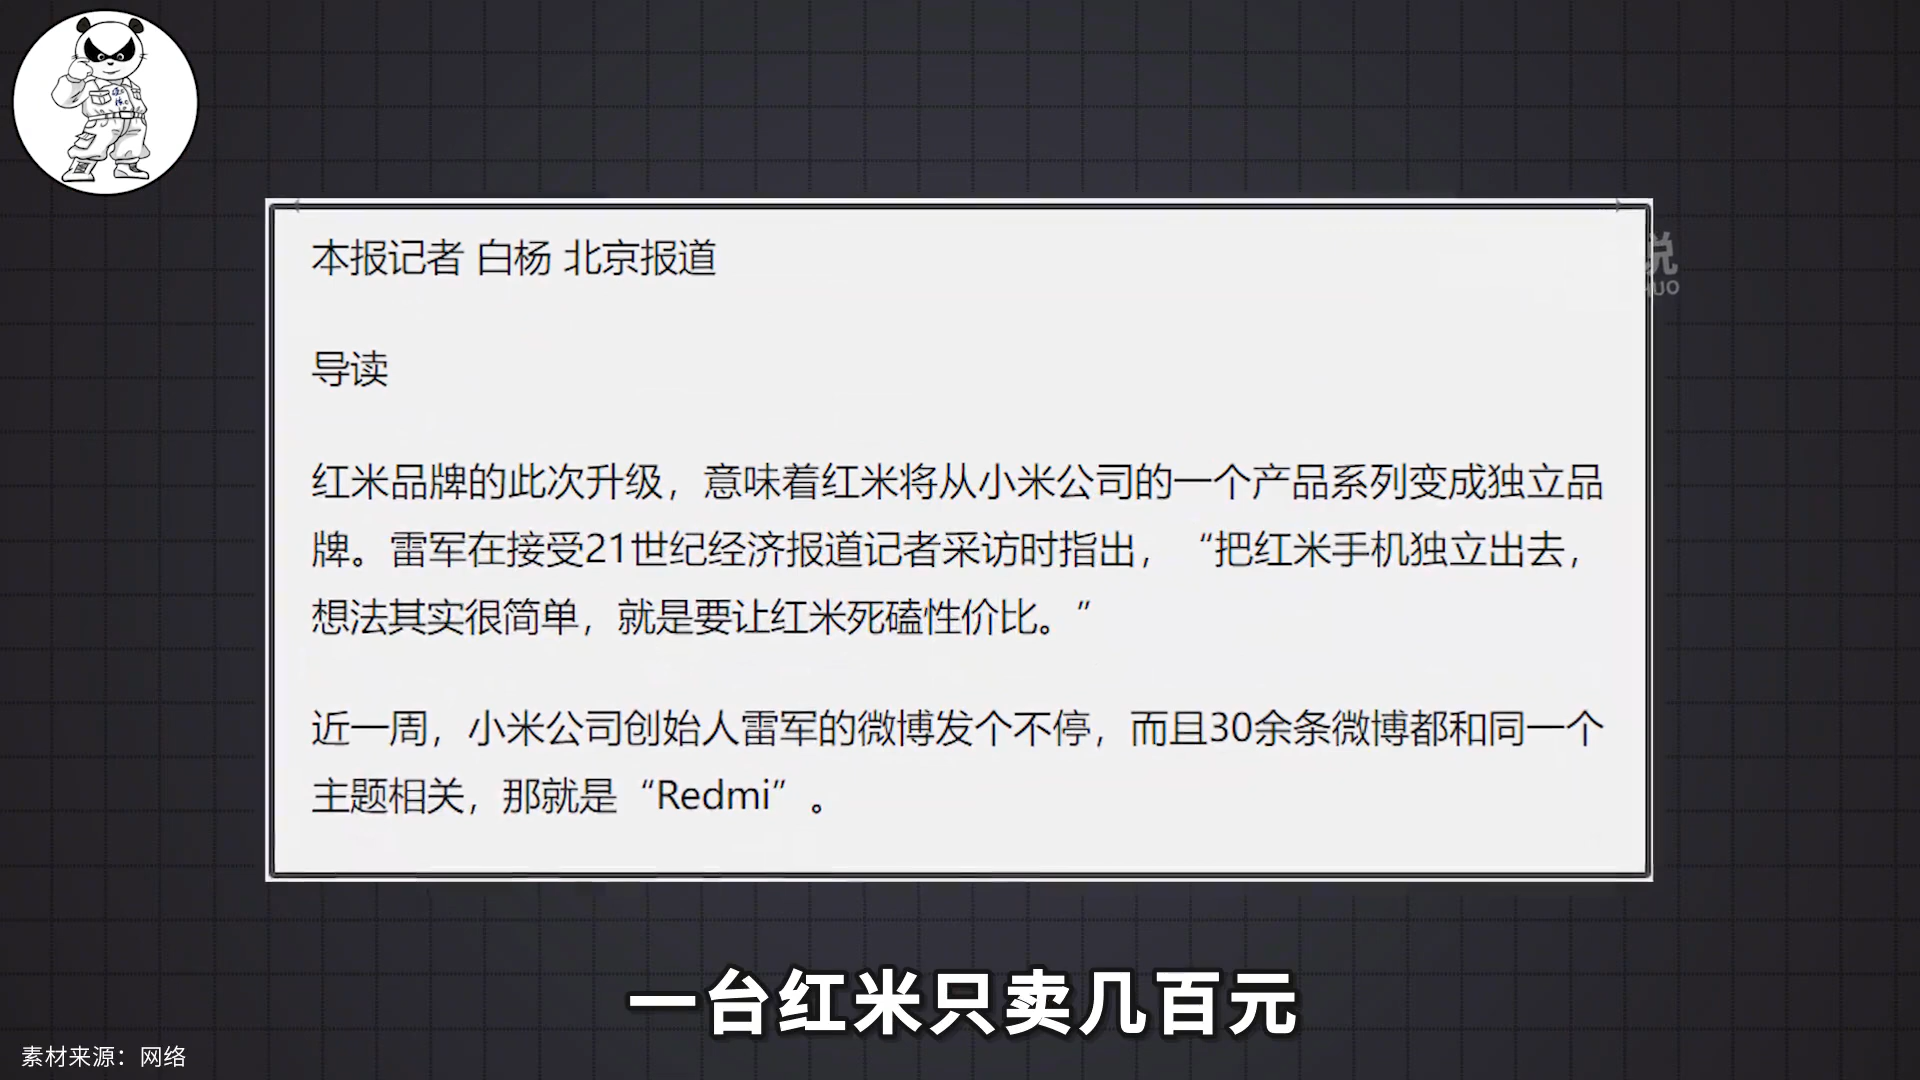 本报记者 白杨 北京报道
说
HUO
导读
红米品牌的此次升级，意味着红米将从小米公司的一个产品系列变成独立品
牌。雷军在接受21世纪经济报道记者采访时指出，“把红米手机独立出去，
想法其实很简单，就是要让红米死磕性价比。”
近一周，小米公司创始人雷军的微博发个不停，而且30余条微博都和同一个
主题相关，那就是“Redmi”。
一台红米只卖几百元
素材来源：网络